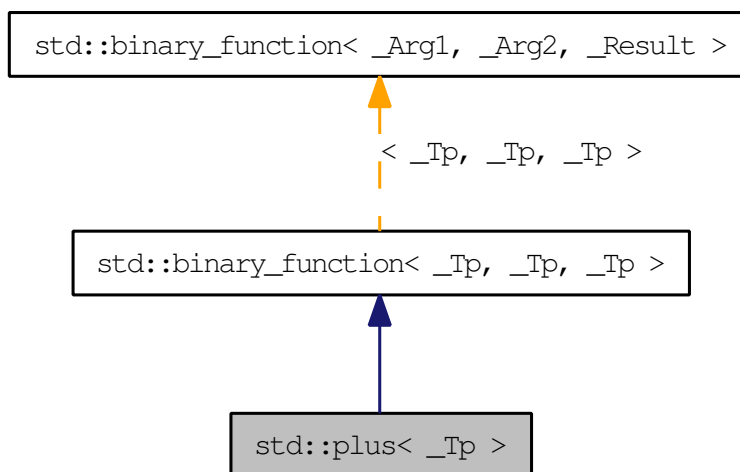 std::binary_function< _Arg1, _Arg2, _Result >
< _Tp, _Tp, _Tp >
std::binary_function< _Tp, _Tp, _Tp >
std::plus< _Tp >